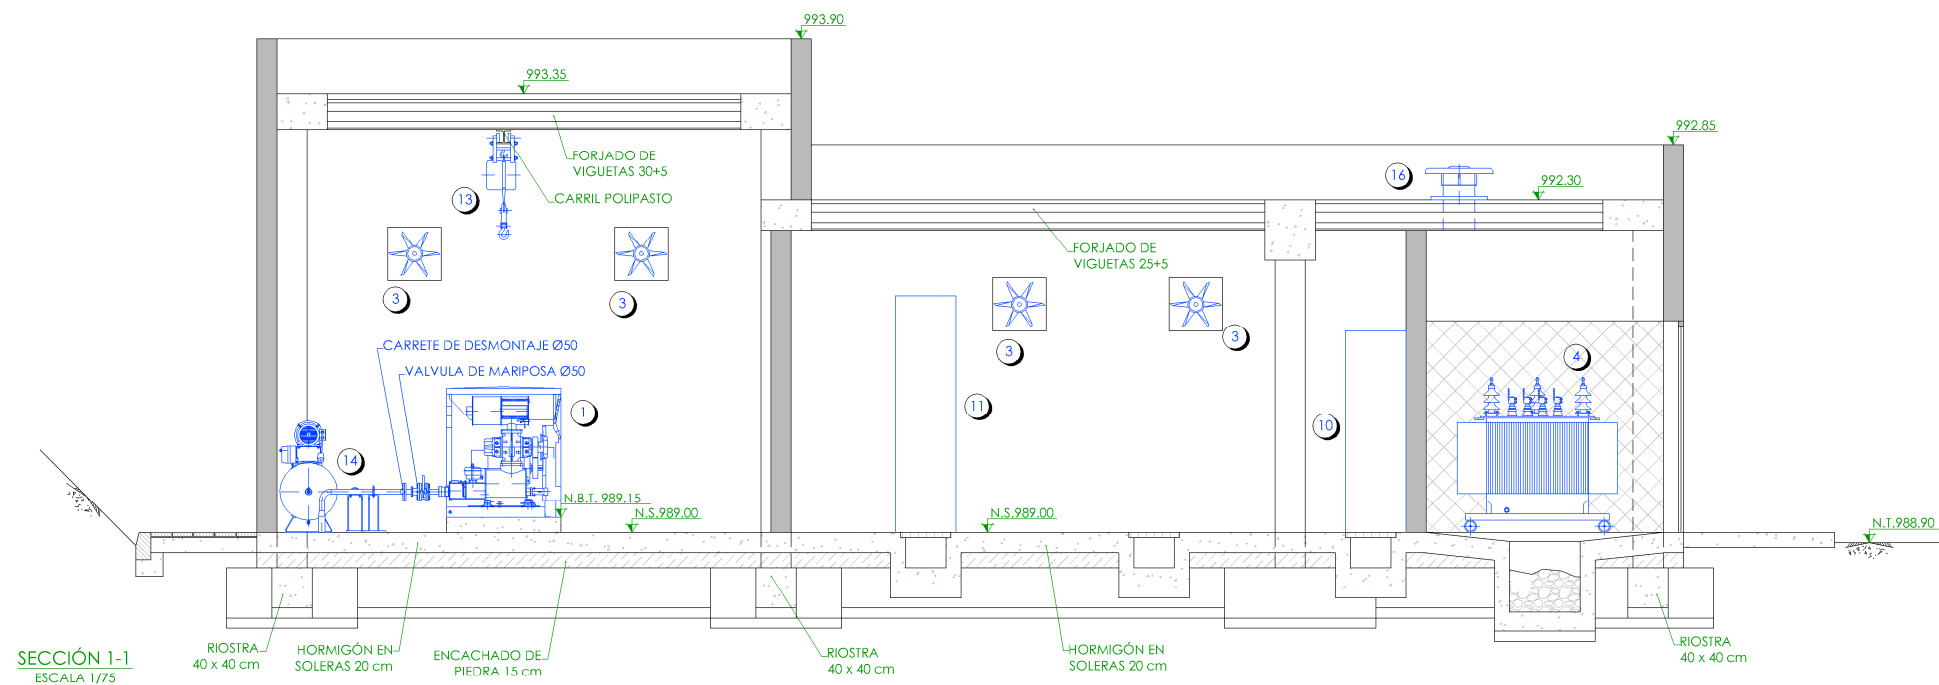 993.90
993.35
992.85
FORJADO DE
VIGUETAS 30+5
16
992.30
13
CARRIL POLIPASTO
FORJADO DE
VIGUETAS 25+5
3
3
3
3
CARRETE DE DESMONTAJE Ø50
VALVULA DE MARIPOSA Ø50
4
11
1
10
14
N.B.T. 989.15
N.S.989.00
N.S.989.00
N.T.988.90
RIOSTRA
40 x 40 cm
HORMIGÓN EN
SOLERAS 20 cm
ENCACHADO DE
PIEDRA 15 cm
RIOSTRA
40 x 40 cm
HORMIGÓN EN
SOLERAS 20 cm
RIOSTRA
40 x 40 cm
SECCIÓN 1-1
ESCALA 1/75